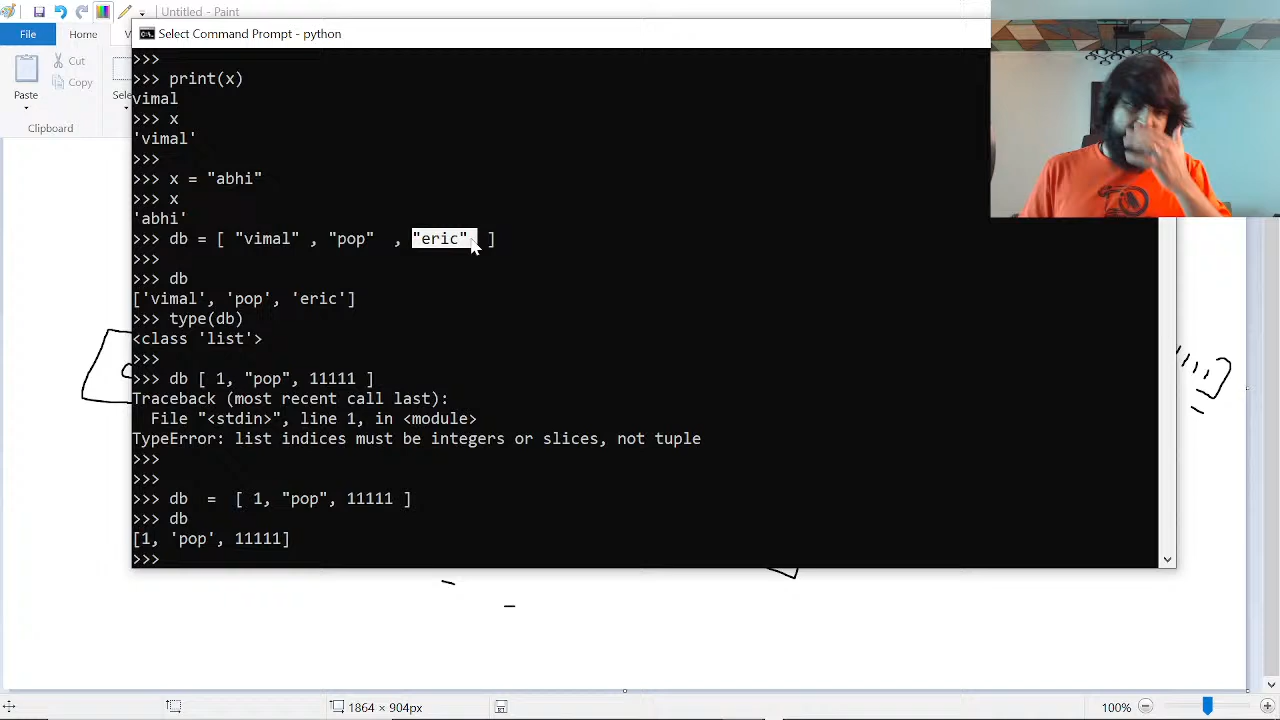 Untitled - Paint
File
Home
V
Cut
Copy
Paste
Selec
Clipboard
Select Command Prompt - python
>>>
>>> print(x)
vimal
>>> x
'vimal'
>>>
>>> x = "abhi"
>>> x
'abhi'
>>> db = [ "vimal" , "pop"  , "eric"  ]
>>>
>>> db
['vimal', 'pop', 'eric']
>>> type(db)
<class 'list'>
>>>
>>> db [ 1, "pop", 11111 ]
Traceback (most recent call last):
  File "<stdin>", line 1, in <module>
TypeError: list indices must be integers or slices, not tuple
>>>
>>>
>>> db  =  [ 1, "pop", 11111 ]
>>> db
[1, 'pop', 11111]
>>>
1864 × 904px
100%